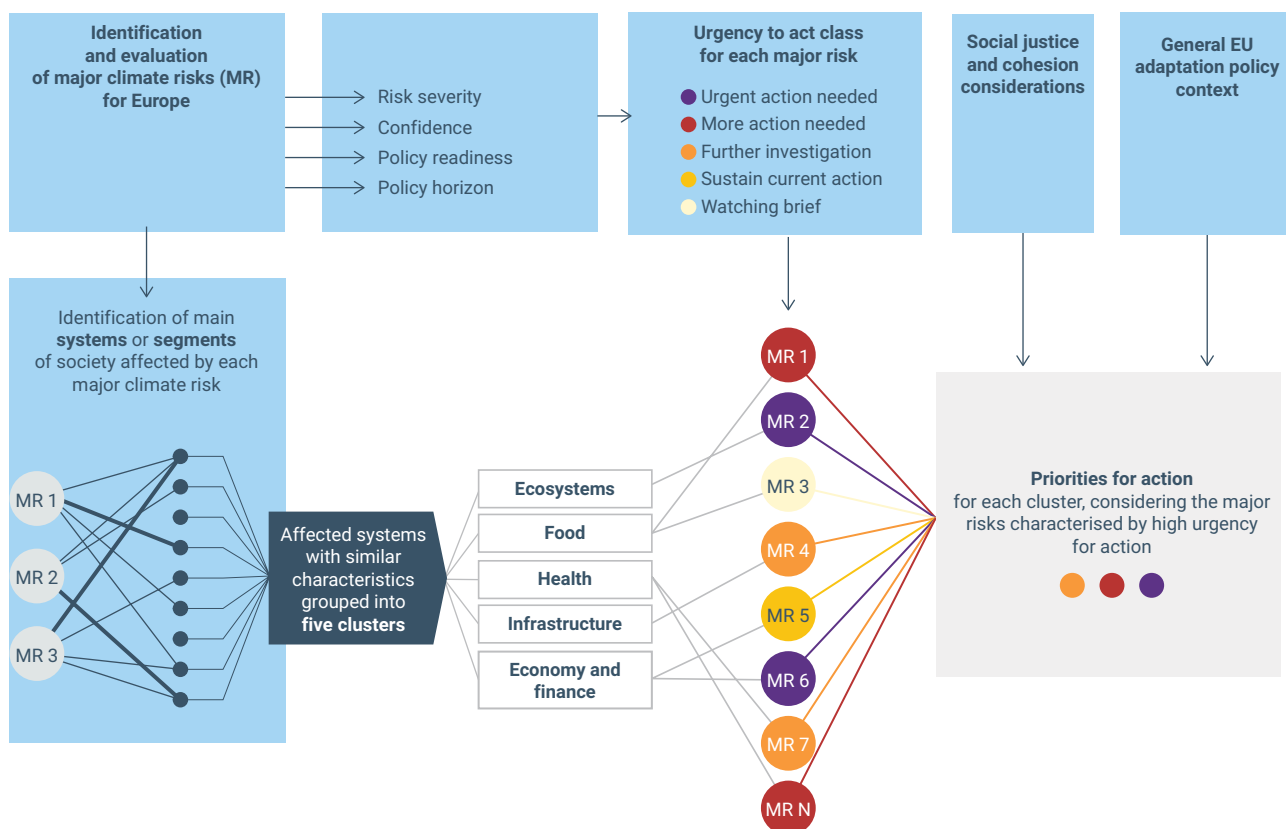 Identification
and evaluation
of major climate risks (MR)
for Europe
Risk severity
Confidence
Policy readiness
Policy horizon
Urgency to act class
for each major risk
Urgent action needed
More action needed
Further investigation
Sustain current action
Watching brief
Social justice
and cohesion
considerations
General EU
adaptation policy
context
Identification of main
systems or segments
of society affected by each
major climate risk
MR 1
MR 2
MR 3
Affected systems
with similar
characteristics
grouped into
five clusters
Ecosystems
Food
Health
Infrastructure
Economy and
finance
MR 1
MR 2
MR 3
MR 4
MR 5
MR 6
MR 7
MR N
Priorities for action
for each cluster, considering the major
risks characterised by high urgency
for action